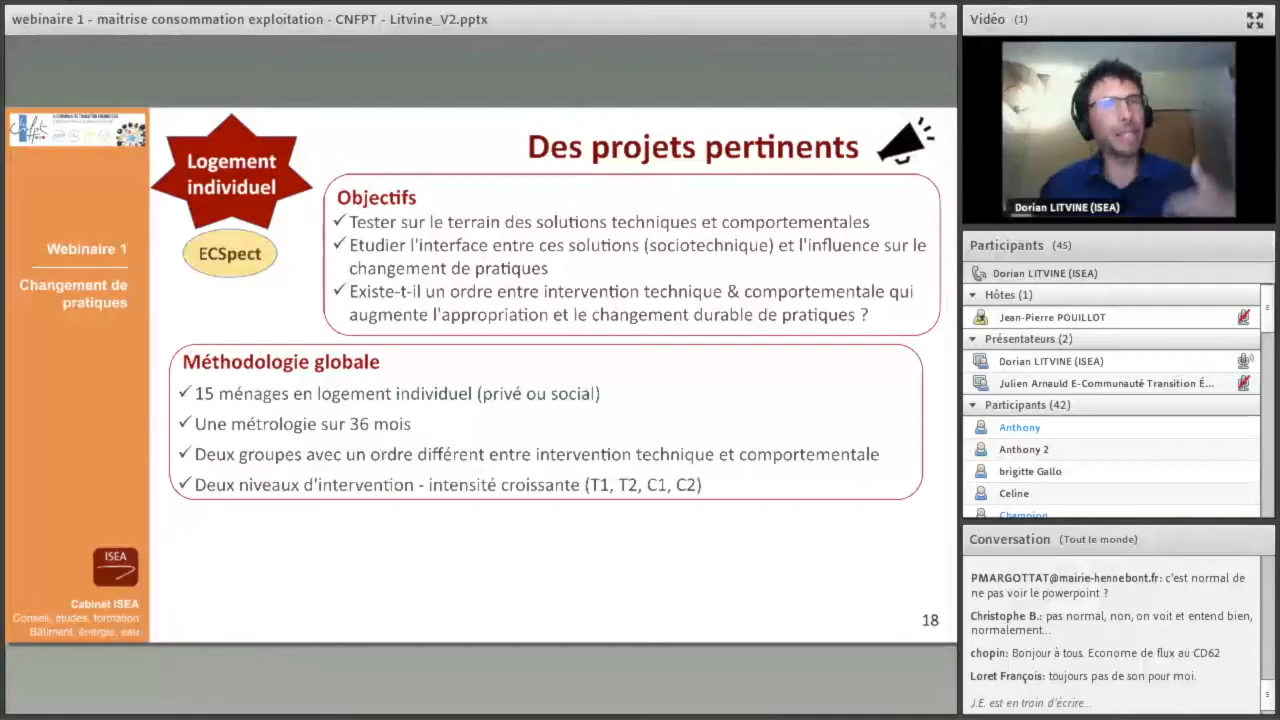 webinaire 1 - maitrise consommation exploitation - CNFPT - Litvine_V2.pptx
Logement
individuel
ECSpect
Des projets pertinents
Objectifs
✓ Tester sur le terrain des solutions techniques et comportementales
✓ Etudier l'interface entre ces solutions (sociotechnique) et l'influence sur le
changement de pratiques
✓ Existe-t-il un ordre entre intervention technique & comportementale qui
augmente l'appropriation et le changement durable de pratiques ?
Méthodologie globale
✓ 15 ménages en logement individuel (privé ou social)
✓ Une métrologie sur 36 mois
✓ Deux groupes avec un ordre différent entre intervention technique et comportementale
✓ Deux niveaux d'intervention - intensité croissante (T1, T2, C1, C2)
Webinaire 1
Changement de
pratiques
ISEA
Cabinet ISEA
Conseil, études, formation
Bâtiment, énergie, eau
18
Vidéo (1)
Dorian LITVINE (ISEA)
Participants (45)
Dorian LITVINE (ISEA)
Hôtes (1)
Jean-Pierre POUILLOT
Présentateurs (2)
Dorian LITVINE (ISEA)
Julien Arnauld E-Communauté Transition É...
Participants (42)
Anthony
Anthony 2
brigitte Gallo
Celine
Champion
Conversation (Tout le monde)
PMARGOTTAT@mairie-hennebont.fr: c'est normal de
ne pas voir le powerpoint ?
Christophe B.: pas normal, non, on voit et entend bien,
normalement...
chopin: Bonjour à tous. Econome de flux au CD62
Loret François: toujours pas de son pour moi.
J.E. est en train d'écrire...